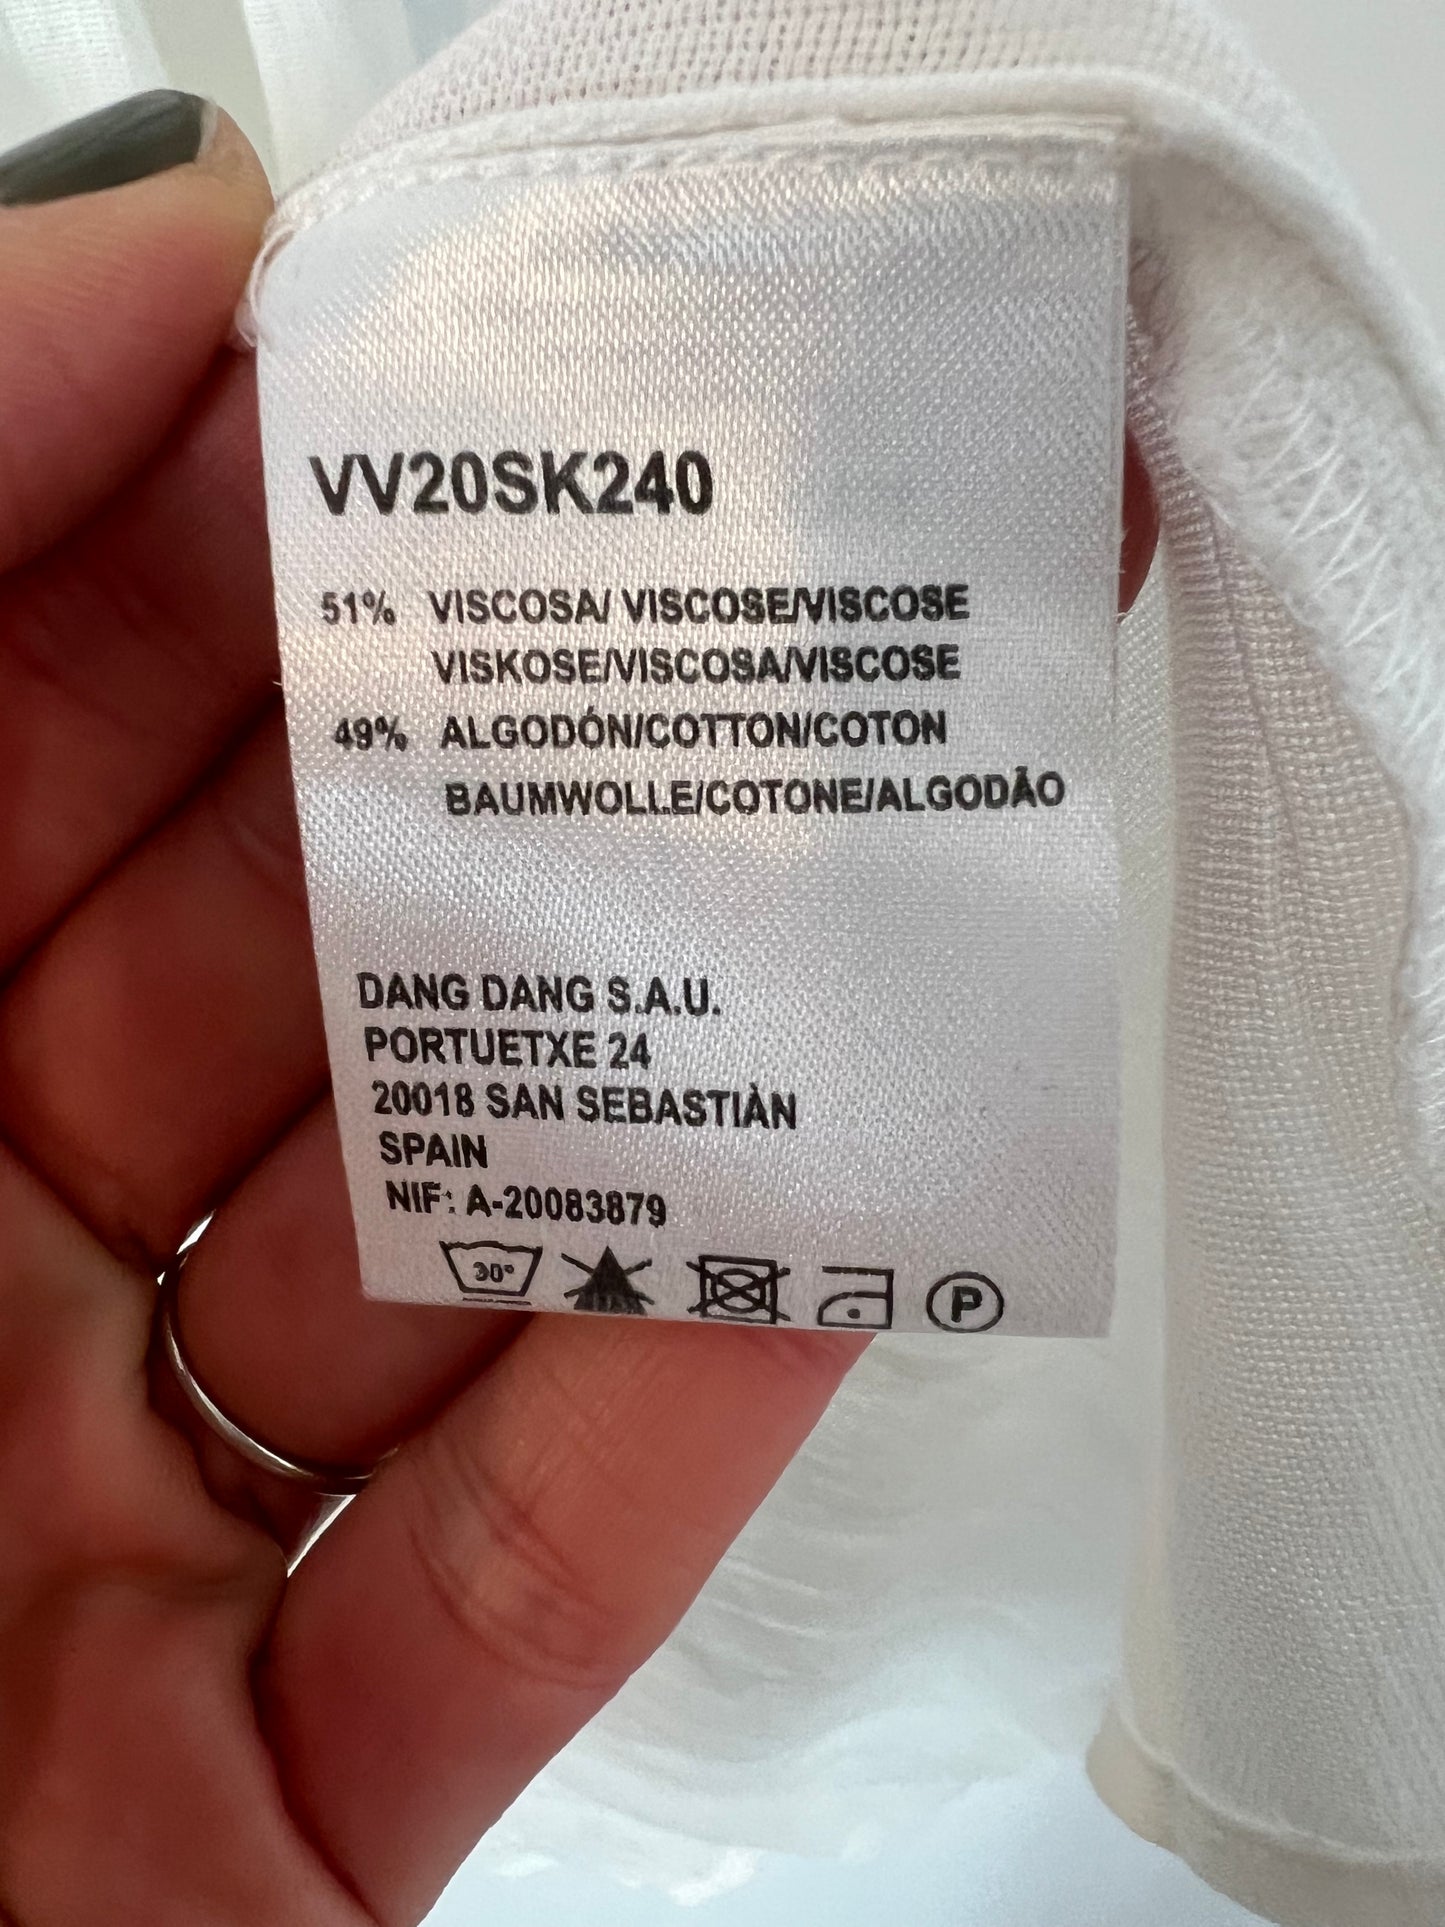 VV20SK240
51% VISCOSA/ VISCOSE/VISCOSE
VISKOSE/VISCOSA/VISCOSE
49% ALGODÓN/COTTON/COTON
BAUMWOLLE/COTONE/ALGODÃO
DANG DANG S.A.U.
PORTUETXE 24
20018 SAN SEBASTIÀN
SPAIN
NIF: A-20083879
30°
P